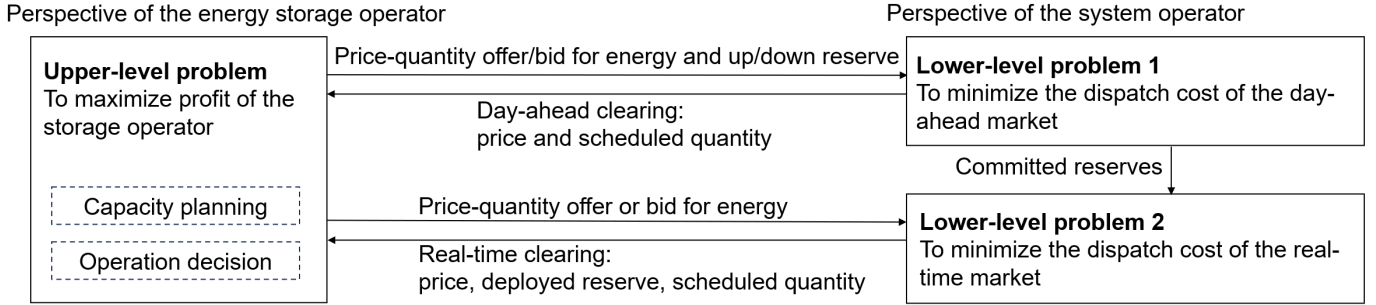 Perspective of the energy storage operator
Perspective of the system operator
Upper-level problem
To maximize profit of the
storage operator
Capacity planning
Operation decision
Price-quantity offer/bid for energy and up/down reserve
Day-ahead clearing:
price and scheduled quantity
Price-quantity offer or bid for energy
Real-time clearing:
price, deployed reserve, scheduled quantity
Lower-level problem 1
To minimize the dispatch cost of the day-
ahead market
Committed reserves
Lower-level problem 2
To minimize the dispatch cost of the real-
time market